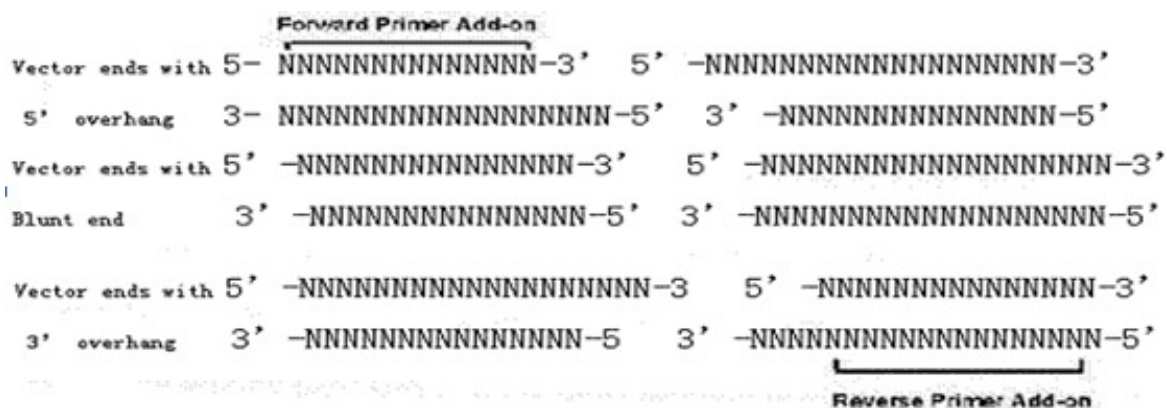 Forward Primer Add-on
Vector ends with 5- NNNNNNNNNNNNNN-3’ 5’ -NNNNNNNNNNNNNNNNNNN-3’
5’ overhang 3- NNNNNNNNNNNNNNNNNN-5’ 3’ -NNNNNNNNNNNNNNN-5’
Vector ends with 5’ -NNNNNNNNNNNNNNN-3’ 5’ -NNNNNNNNNNNNNNNNNNN-3’
Blunt end 3’ -NNNNNNNNNNNNNNN-5’ 3’ -NNNNNNNNNNNNNNNNNNN-5’
Vector ends with 5’ -NNNNNNNNNNNNNNNNNNN-3 5’ -NNNNNNNNNNNNNNN-3’
3’ overhang 3’ -NNNNNNNNNNNNNNN-5 3’ -NNNNNNNNNNNNNNNNNNN-5’
Reverse Primer Add-on